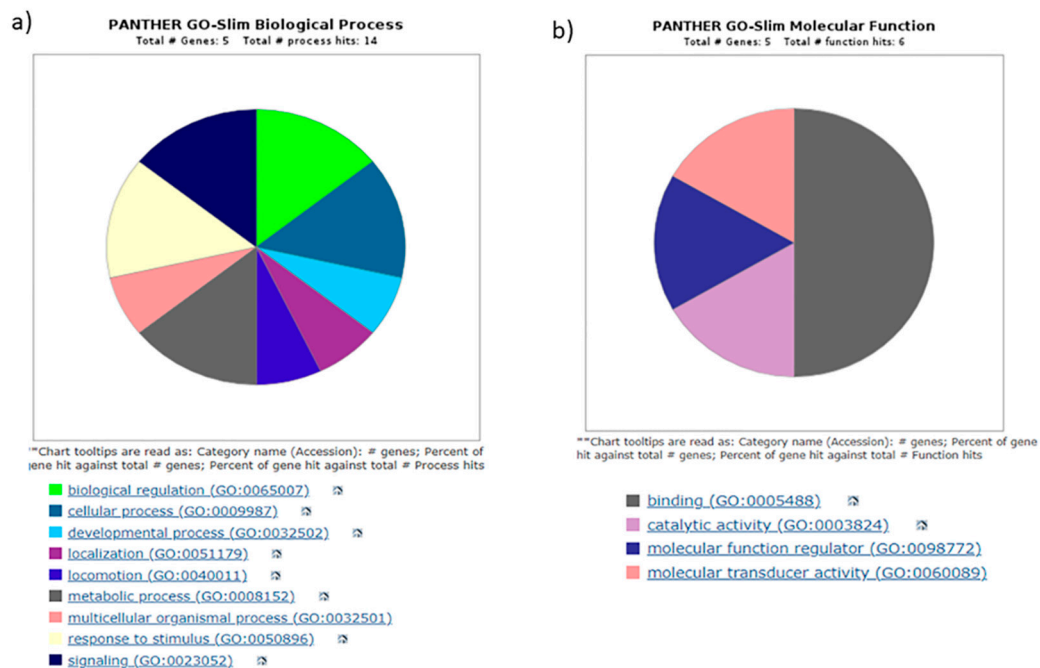 a)
PANTHER GO-Slim Biological Process
Total # Genes: 5 Total # process hits: 14
**Chart tooltips are read as: Category name (Accession): # genes; Percent of
gene hit against total # genes; Percent of gene hit against total # Process hits
biological regulation (GO:0065007)
cellular process (GO:0009987)
developmental process (GO:0032502)
localization (GO:0051179)
locomotion (GO:0040011)
metabolic process (GO:0008152)
multicellular organismal process (GO:0032501)
response to stimulus (GO:0050896)
signaling (GO:0023052)
b)
PANTHER GO-Slim Molecular Function
Total # Genes: 5 Total # function hits: 6
**Chart tooltips are read as: Category name (Accession): # genes; Percent of gene
hit against total # genes; Percent of gene hit against total # Function hits
binding (GO:0005488)
catalytic activity (GO:0003824)
molecular function regulator (GO:0098772)
molecular transducer activity (GO:0060089)